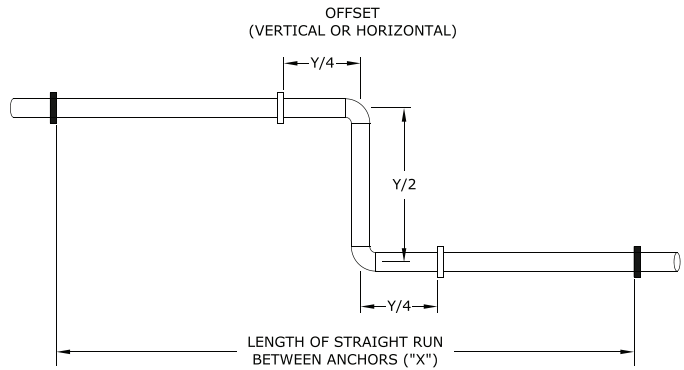 OFFSET
(VERTICAL OR HORIZONTAL)
Y/4
Y/2
Y/4
LENGTH OF STRAIGHT RUN
BETWEEN ANCHORS ("X")